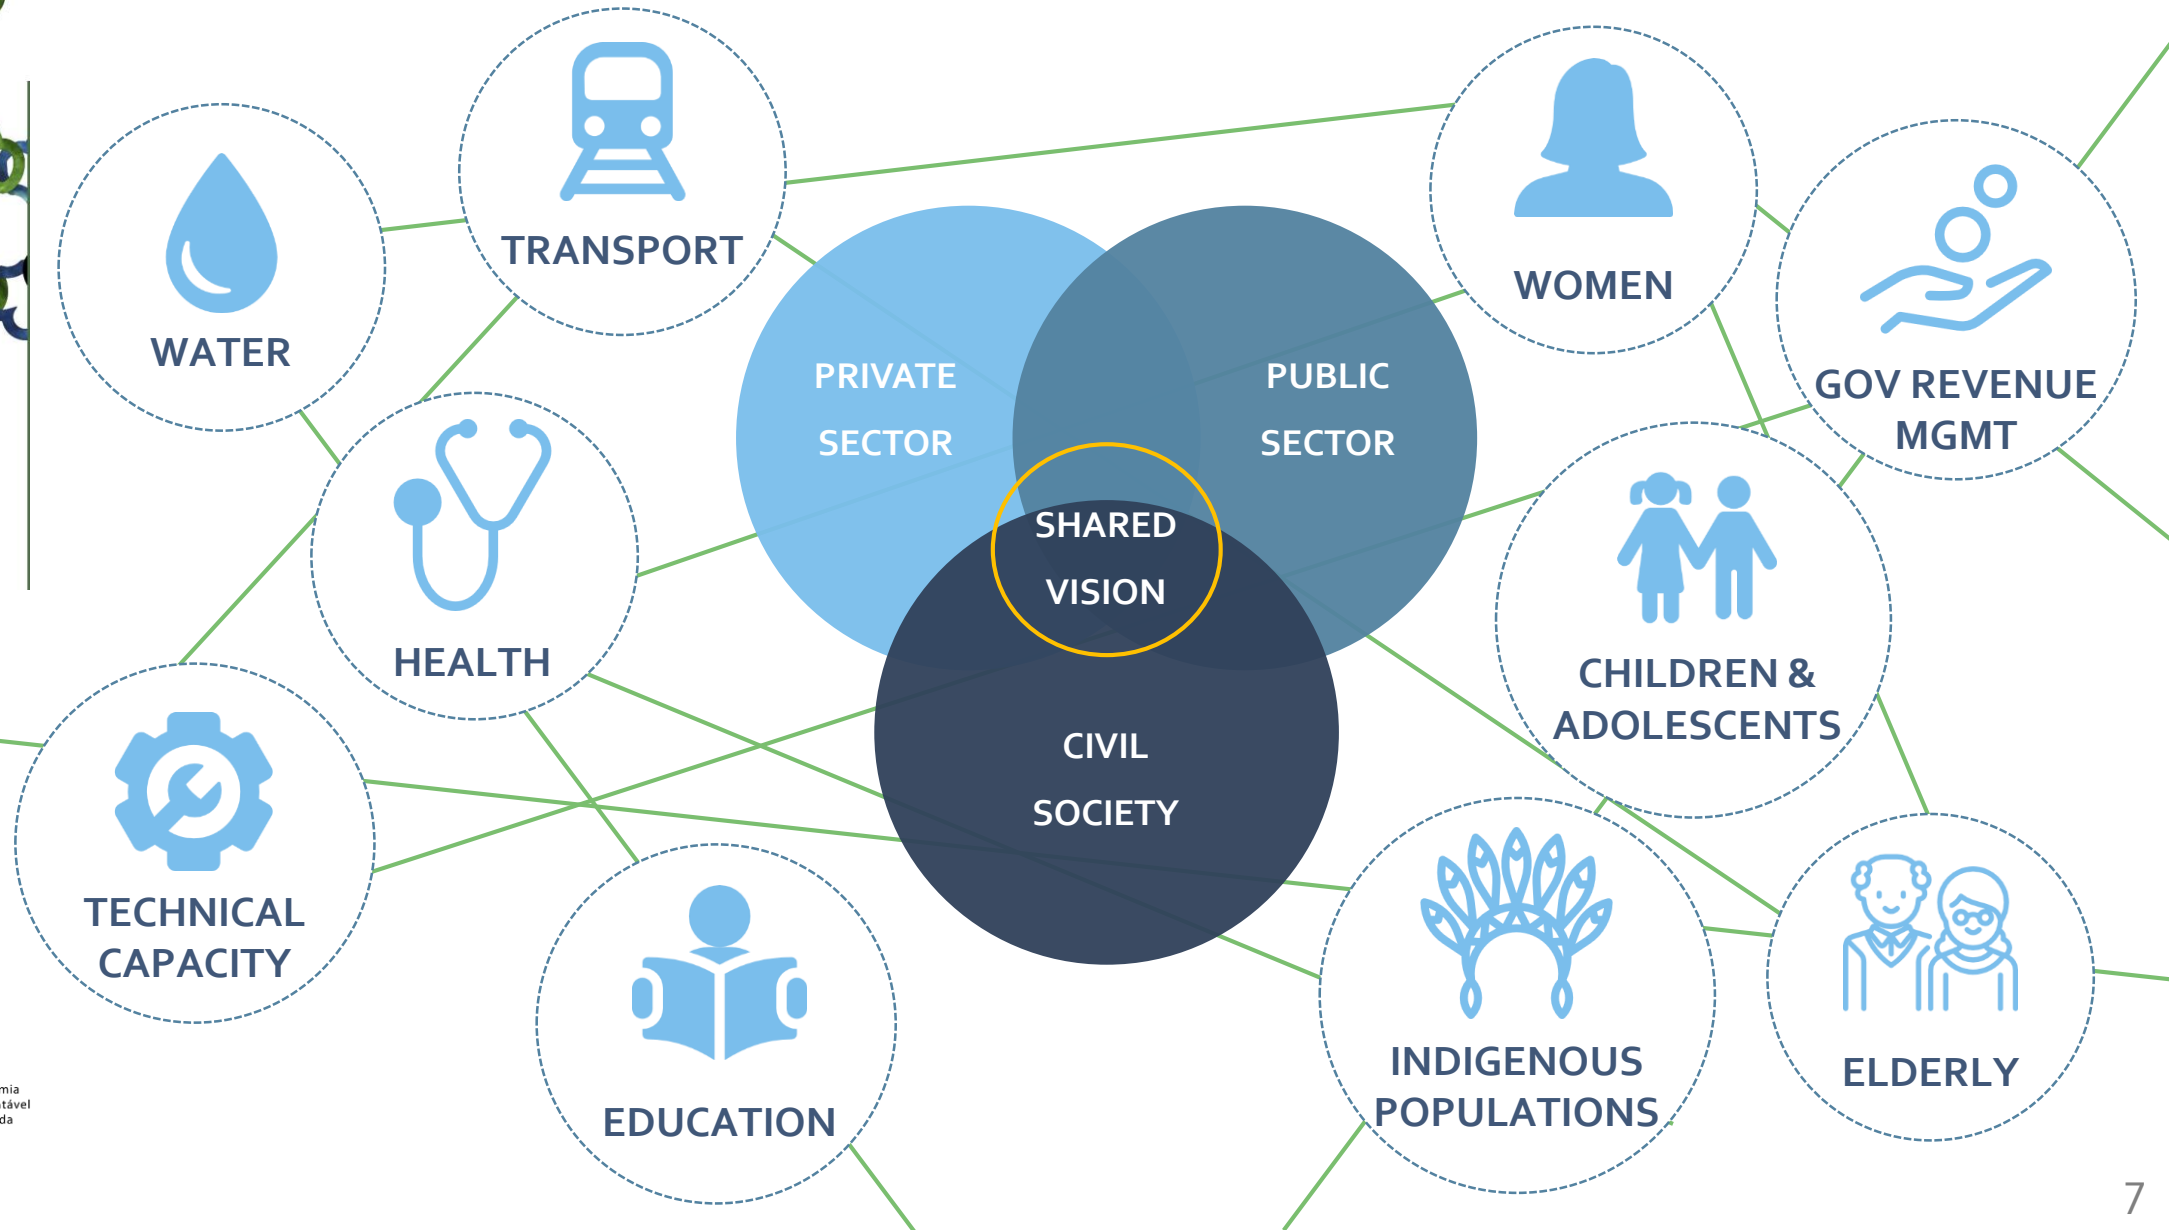 TRANSPORT
WOMEN
WATER
GOV REVENUE
MGMT
PRIVATE
SECTOR
PUBLIC
SECTOR
SHARED
VISION
HEALTH
CHILDREN &
ADOLESCENTS
CIVIL
SOCIETY
TECHNICAL
CAPACITY
EDUCATION
INDIGENOUS
POPULATIONS
ELDERLY
7